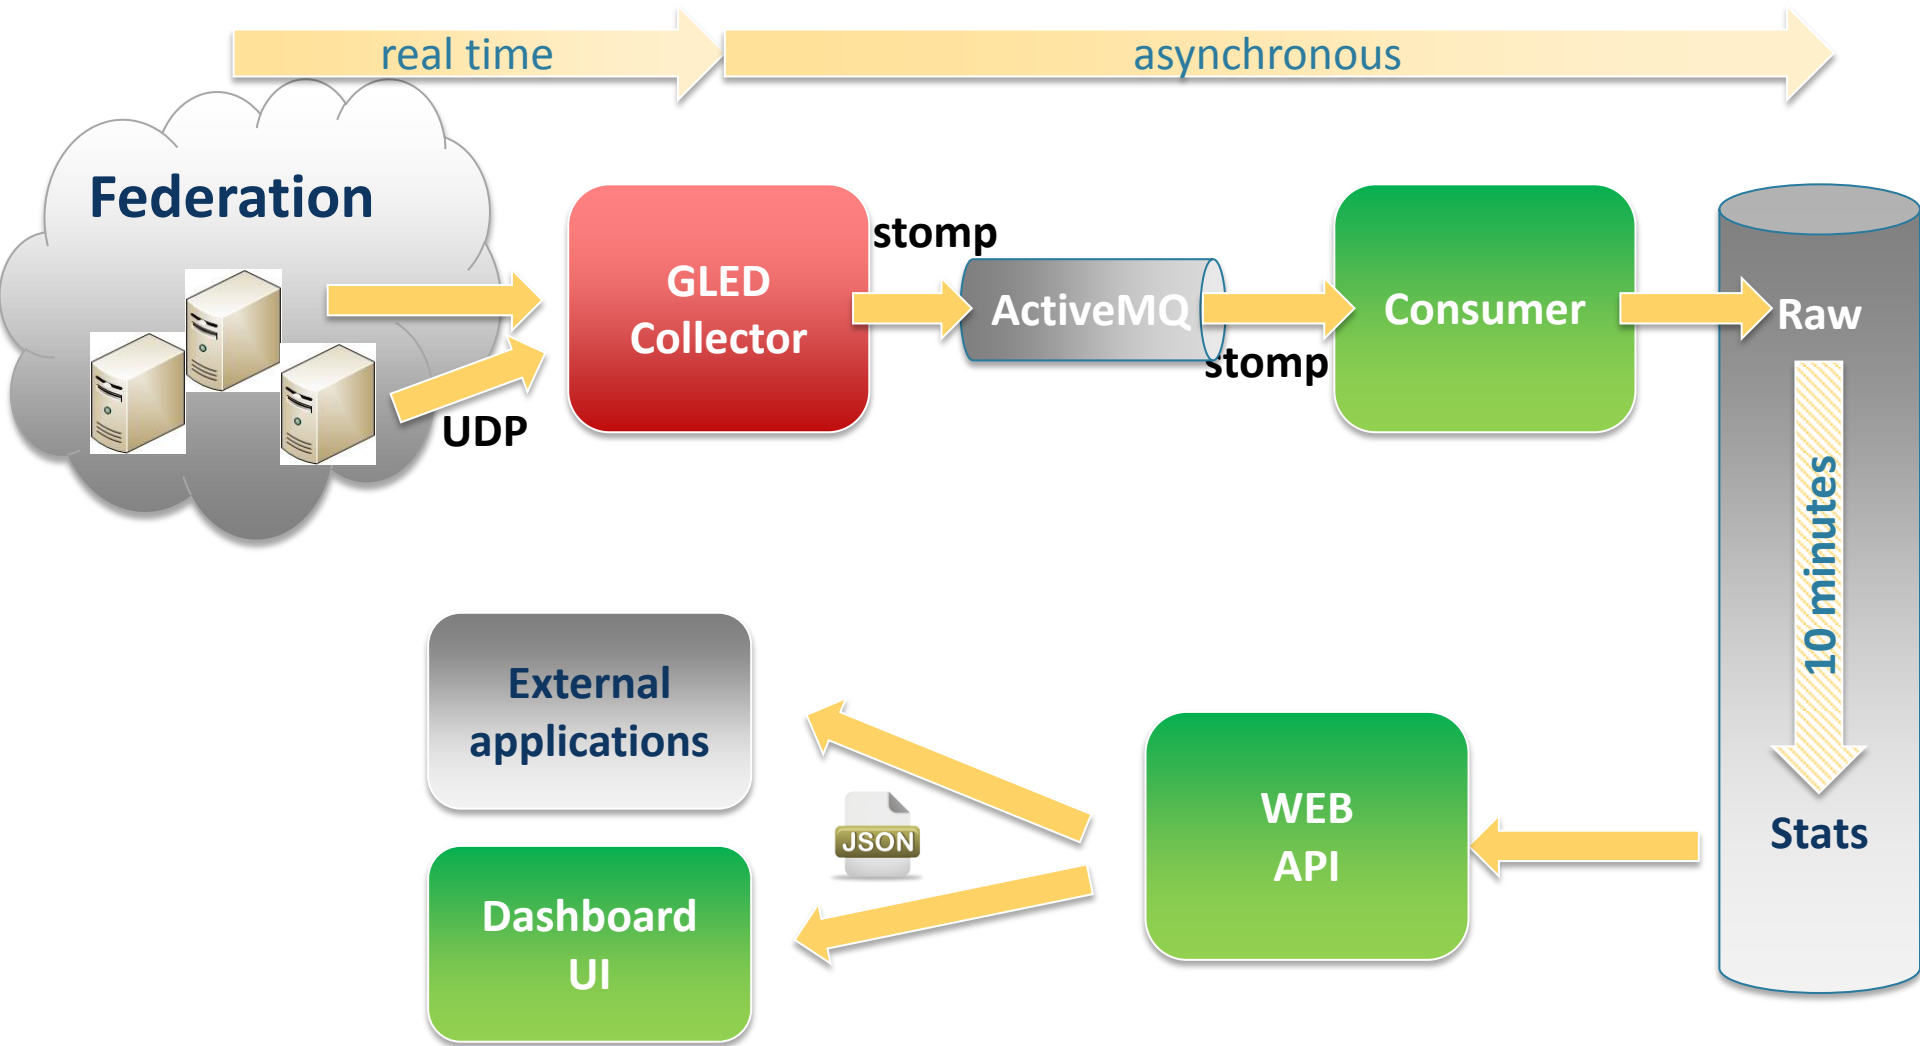 real time
asynchronous
Federation
GLED
Collector
stomp
ActiveMQ
stomp
Consumer
Raw
UDP
10 minutes
Stats
External
applications
JSON
WEB
API
Dashboard
UI